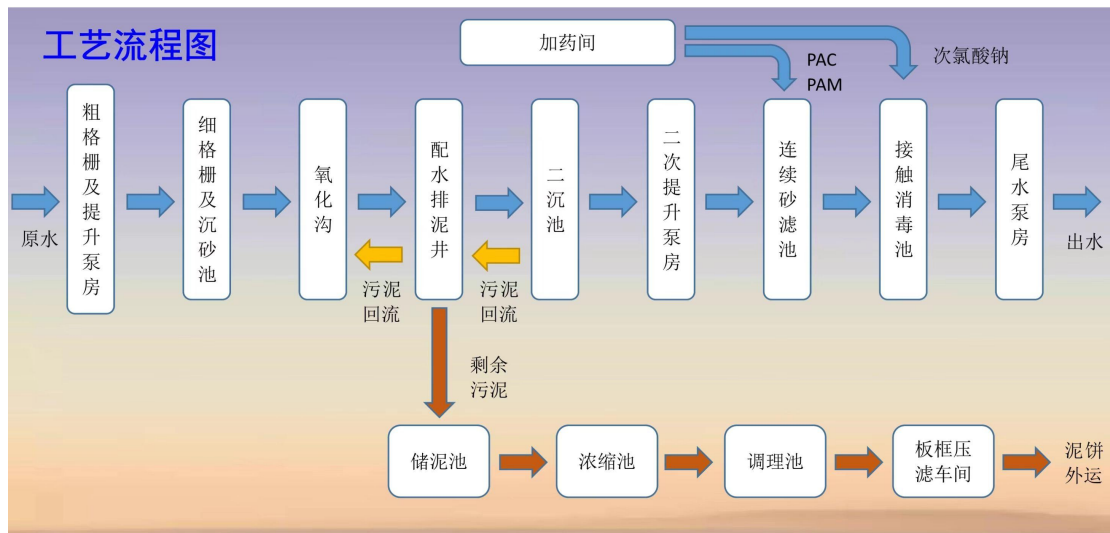 工艺流程图
加药间
PAC
PAM
次氯酸钠
原水
粗格栅及提升泵房
细格栅及沉砂池
氧化沟
配水排泥井
二沉池
二次提升泵房
连续砂滤池
接触消毒池
尾水泵房
出水
污泥
回流
污泥
回流
剩余
污泥
储泥池
浓缩池
调理池
板框压
滤车间
泥饼
外运